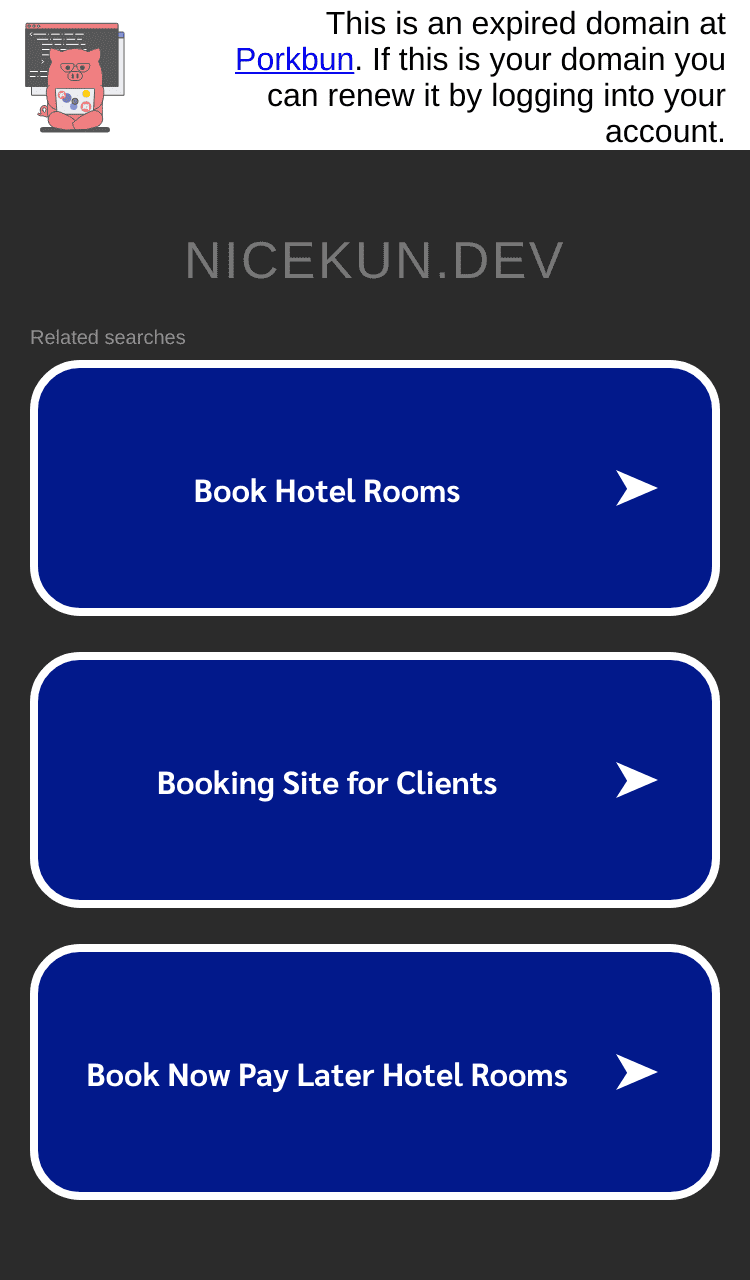 This is an expired domain at
Porkbun. If this is your domain you
can renew it by logging into your
account.
NICEKUN.DEV
Related searches
Book Hotel Rooms
Booking Site for Clients
Book Now Pay Later Hotel Rooms